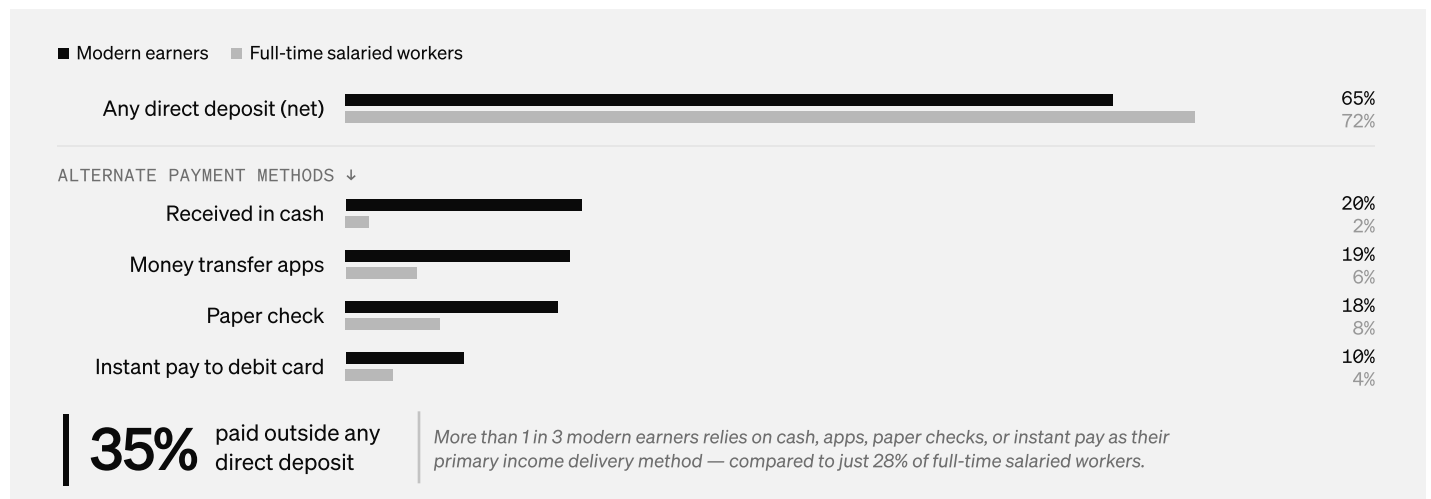 Modern earners Full-time salaried workers
Any direct deposit (net) 65%
72%
ALTERNATE PAYMENT METHODS ↓
Received in cash 20%
2%
Money transfer apps 19%
6%
Paper check 18%
8%
Instant pay to debit card 10%
4%
35% paid outside any
direct deposit
More than 1 in 3 modern earners relies on cash, apps, paper checks, or instant pay as their
primary income delivery method — compared to just 28% of full-time salaried workers.